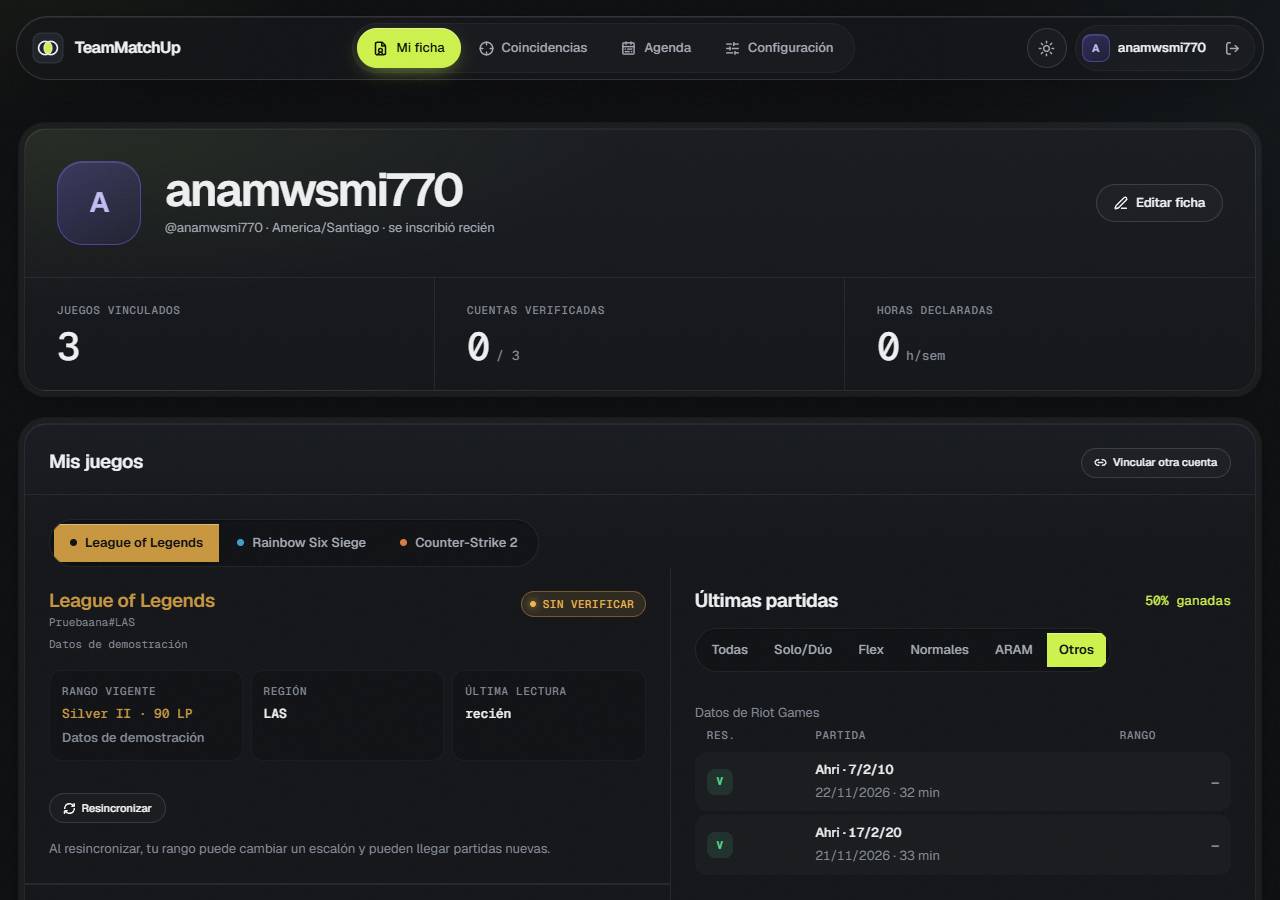 TeamMatchUp
Mi ficha
Coincidencias
Agenda
Configuración
A
anamwsmi770
A
anamwsmi770
@anamwsmi770 · America/Santiago · se inscribió recién
Editar ficha
JUEGOS VINCULADOS
3
CUENTAS VERIFICADAS
0 / 3
HORAS DECLARADAS
0 h/sem
Mis juegos
Vincular otra cuenta
League of Legends
Rainbow Six Siege
Counter-Strike 2
League of Legends
SIN VERIFICAR
Pruebaana#LAS
Datos de demostración
RANGO VIGENTE
Silver II · 90 LP
Datos de demostración
REGIÓN
LAS
ÚLTIMA LECTURA
recién
Resincronizar
Al resincronizar, tu rango puede cambiar un escalón y pueden llegar partidas nuevas.
Últimas partidas
50% ganadas
Todas
Solo/Dúo
Flex
Normales
ARAM
Otros
Datos de Riot Games
RES. PARTIDA RANGO
V
Ahri · 7/2/10
22/11/2026 · 32 min
–
V
Ahri · 17/2/20
21/11/2026 · 33 min
–